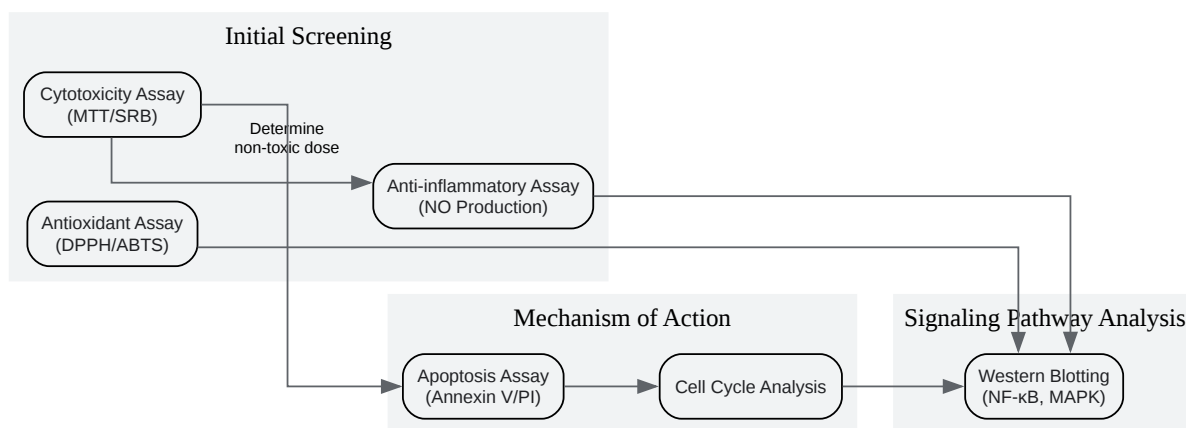 Initial Screening
Cytotoxicity Assay
(MTT/SRB)
Determine
non-toxic dose
Anti-inflammatory Assay
(NO Production)
Antioxidant Assay
(DPPH/ABTS)
Mechanism of Action
Apoptosis Assay
(Annexin V/PI)
Cell Cycle Analysis
Signaling Pathway Analysis
Western Blotting
(NF-κB, MAPK)